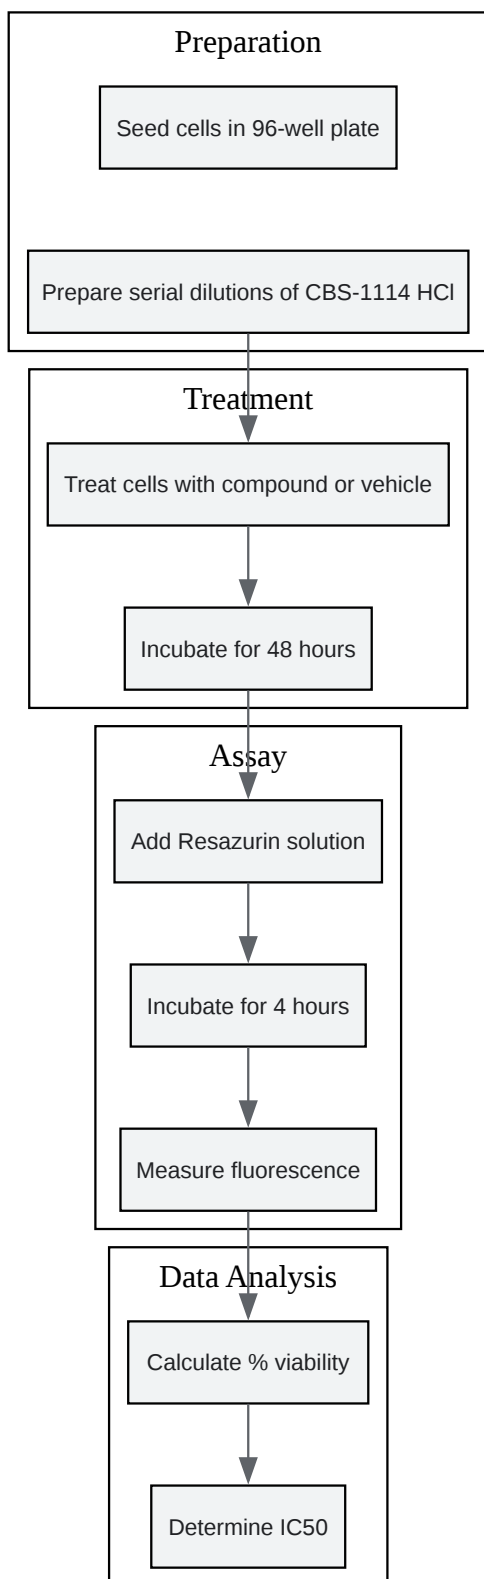 Preparation
Seed cells in 96-well plate
Prepare serial dilutions of CBS-1114 HCl
Treatment
Treat cells with compound or vehicle
Incubate for 48 hours
Assay
Add Resazurin solution
Incubate for 4 hours
Measure fluorescence
Data Analysis
Calculate % viability
Determine IC50